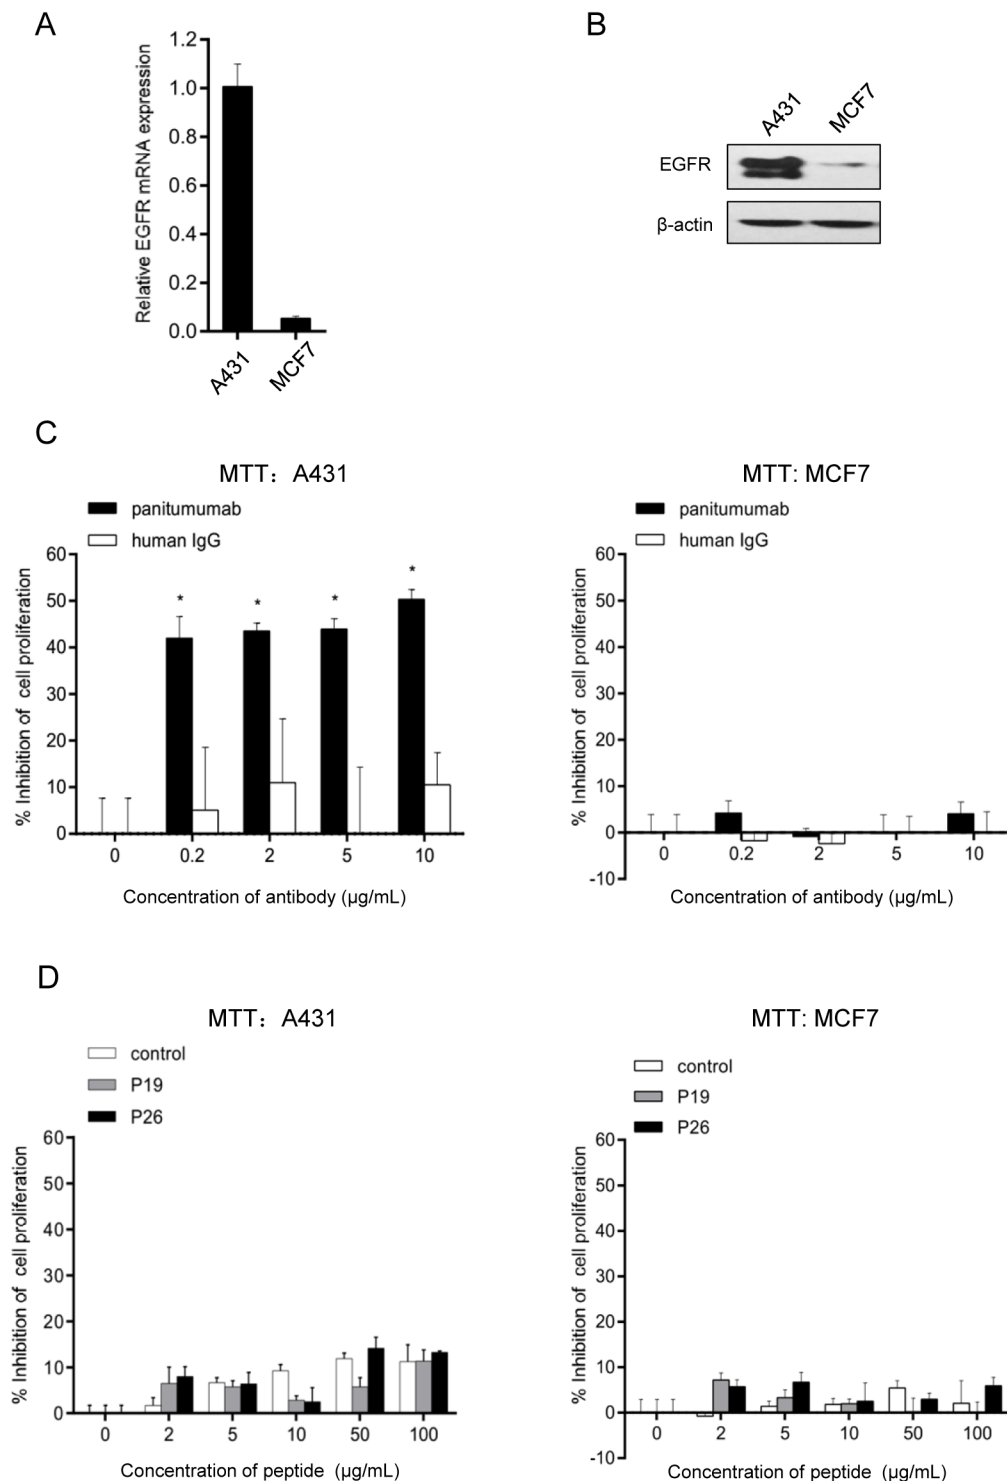 A
B
Relative EGFR mRNA expression
1.2
1.0
0.8
0.6
0.4
0.2
0.0
A431
MCF7
A431
MCF7
EGFR
β-actin
C
MTT: A431
panitumumab
human IgG
% Inhibition of cell proliferation
60
50
40
30
20
10
0
* * * *
0 0.2 2 5 10
Concentration of antibody (µg/mL)
MTT: MCF7
panitumumab
human IgG
% Inhibition of cell proliferation
60
50
40
30
20
10
0
-10
0 0.2 2 5 10
Concentration of antibody (µg/mL)
D
MTT: A431
control
P19
P26
% Inhibition of cell proliferation
60
50
40
30
20
10
0
0 2 5 10 50 100
Concentration of peptide (µg/mL)
MTT: MCF7
control
P19
P26
% Inhibition of cell proliferation
60
50
40
30
20
10
0
-10
0 2 5 10 50 100
Concentration of peptide (µg/mL)